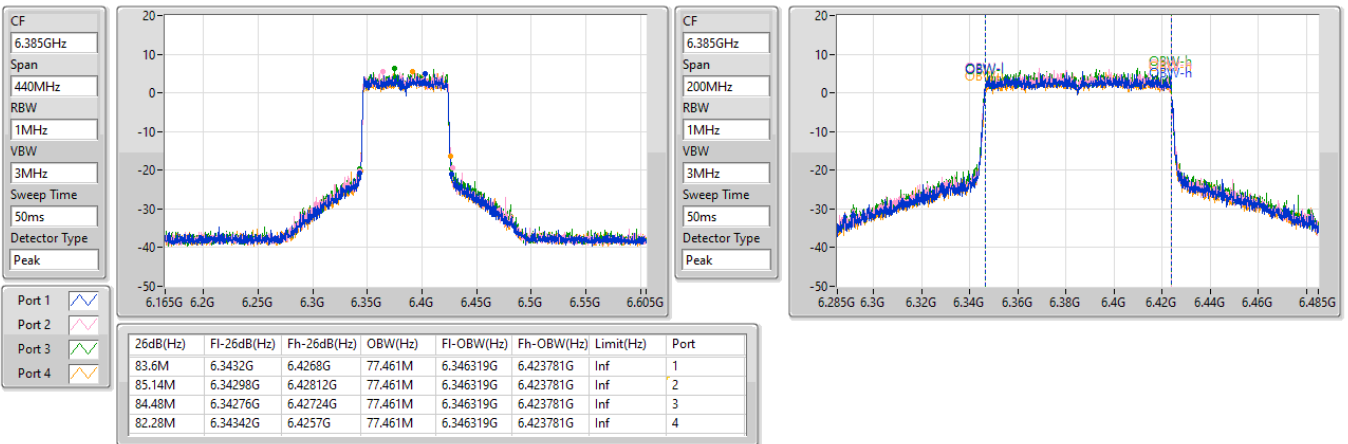 CF
6.385GHz
Span
440MHz
RBW
1MHz
VBW
3MHz
Sweep Time
50ms
Detector Type
Peak
20
10
0
-10
-20
-30
-40
-50
6.165G 6.2G 6.25G 6.3G 6.35G 6.4G 6.45G 6.5G 6.55G 6.605G
CF
6.385GHz
Span
200MHz
RBW
1MHz
VBW
3MHz
Sweep Time
50ms
Detector Type
Peak
20
10
0
-10
-20
-30
-40
-50
OBW-l
OBW-h
OBW-h
6.285G 6.3G 6.32G 6.34G 6.36G 6.38G 6.4G 6.42G 6.44G 6.46G 6.485G
Port 1
Port 2
Port 3
Port 4
26dB(Hz) Fl-26dB(Hz) Fh-26dB(Hz) OBW(Hz) Fl-OBW(Hz) Fh-OBW(Hz) Limit(Hz) Port
83.6M 6.3432G 6.4268G 77.461M 6.346319G 6.423781G Inf 1
85.14M 6.34298G 6.42812G 77.461M 6.346319G 6.423781G Inf 2
84.48M 6.34276G 6.42724G 77.461M 6.346319G 6.423781G Inf 3
82.28M 6.34342G 6.4257G 77.461M 6.346319G 6.423781G Inf 4